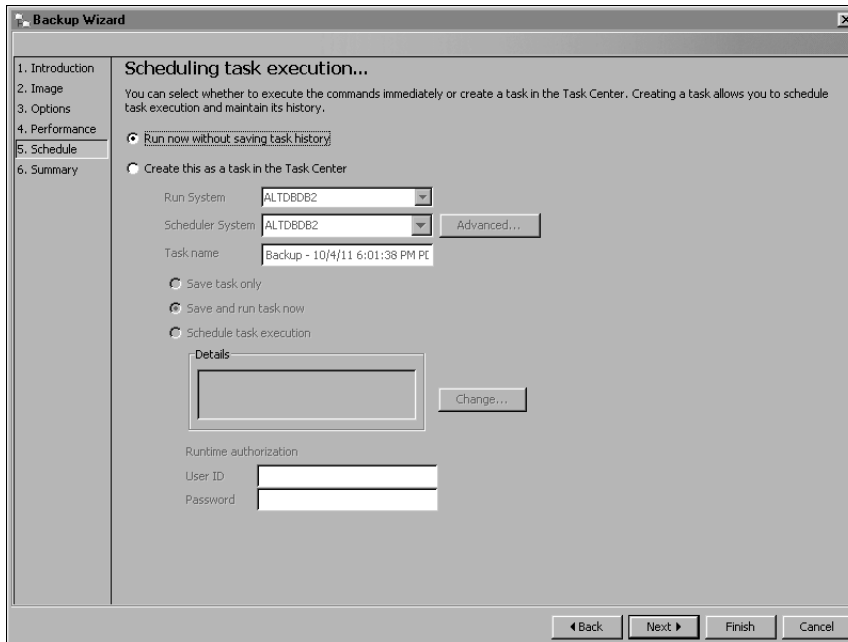 Backup Wizard
1. Introduction
2. Image
3. Options
4. Performance
5. Schedule
6. Summary
Scheduling task execution...
You can select whether to execute the commands immediately or create a task in the Task Center. Creating a task allows you to schedule
task execution and maintain its history.
Run now without saving task history
Create this as a task in the Task Center
Run System ALTDBDB2
Scheduler System ALTDBDB2 Advanced...
Task name Backup - 10/4/11 6:01:38 PM PD
Save task only
Save and run task now
Schedule task execution
Details
Change...
Runtime authorization
User ID
Password
Back Next Finish Cancel